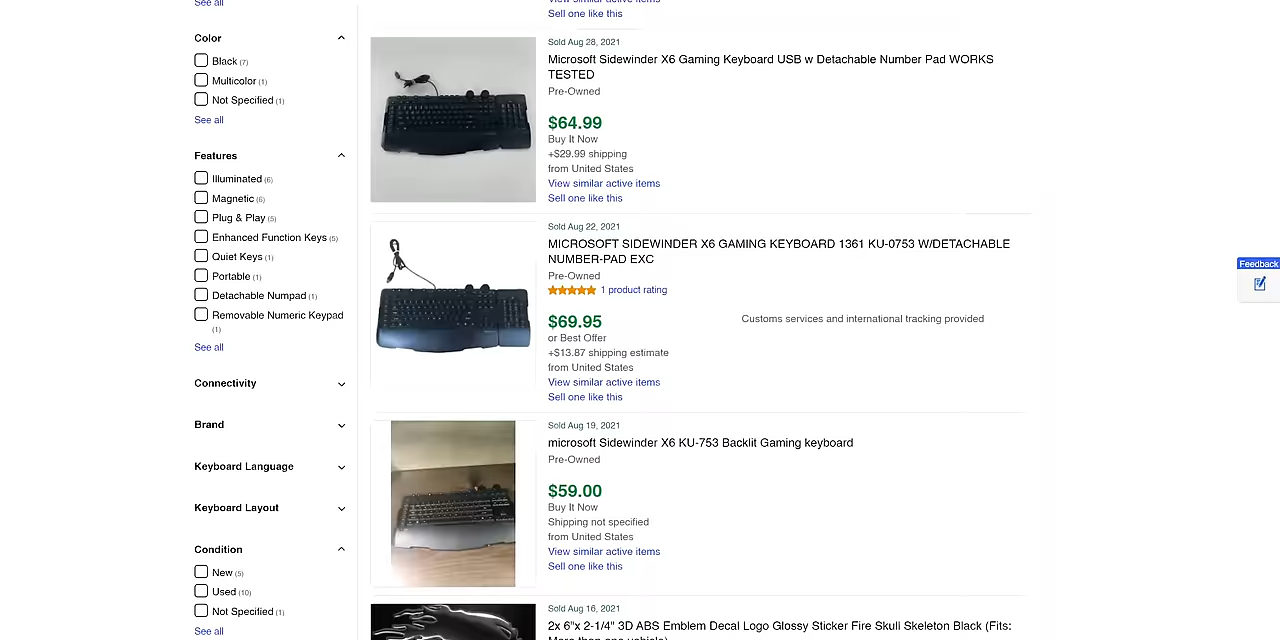 See all
Color
Black (7)
Multicolor (1)
Not Specified (1)
See all
Features
Illuminated (6)
Magnetic (6)
Plug & Play (5)
Enhanced Function Keys (5)
Quiet Keys (1)
Portable (1)
Detachable Numpad (1)
Removable Numeric Keypad
(1)
See all
Connectivity
Brand
Keyboard Language
Keyboard Layout
Condition
New (5)
Used (10)
Not Specified (1)
See all
View similar active items
Sell one like this
Sold Aug 28, 2021
Microsoft Sidewinder X6 Gaming Keyboard USB w Detachable Number Pad WORKS
TESTED
Pre-Owned
$64.99
Buy It Now
+$29.99 shipping
from United States
View similar active items
Sell one like this
Sold Aug 22, 2021
MICROSOFT SIDEWINDER X6 GAMING KEYBOARD 1361 KU-0753 W/DETACHABLE
NUMBER-PAD EXC
Pre-Owned
1 product rating
$69.95
Customs services and international tracking provided
or Best Offer
+$13.87 shipping estimate
from United States
View similar active items
Sell one like this
Sold Aug 19, 2021
microsoft Sidewinder X6 KU-753 Backlit Gaming keyboard
Pre-Owned
$59.00
Buy It Now
Shipping not specified
from United States
View similar active items
Sell one like this
Sold Aug 16, 2021
2x 6"x 2-1/4" 3D ABS Emblem Decal Logo Glossy Sticker Fire Skull Skeleton Black (Fits:
More than one vehicle)
Feedback